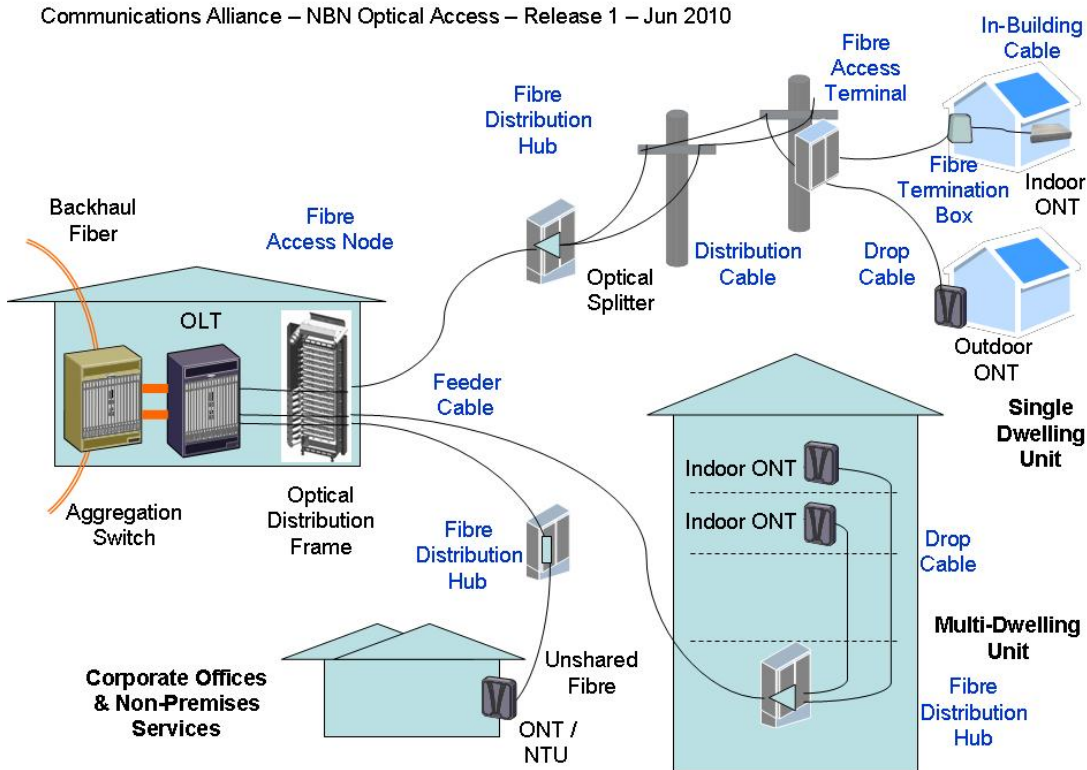 Communications Alliance – NBN Optical Access – Release 1 – Jun 2010
Fibre
Distribution
Hub
Fibre
Access
Terminal
In-Building
Cable
Backhaul
Fiber
Fibre
Access Node
Optical
Splitter
Distribution
Cable
Drop
Cable
Fibre
Termination
Box
Indoor
ONT
OLT
Outdoor
ONT
Feeder
Cable
Single
Dwelling
Unit
Aggregation
Switch
Optical
Distribution
Frame
Fibre
Distribution
Hub
Indoor ONT
Indoor ONT
Drop
Cable
Multi-Dwelling
Unit
Fibre
Distribution
Hub
Corporate Offices
& Non-Premises
Services
Unshared
Fibre
ONT /
NTU